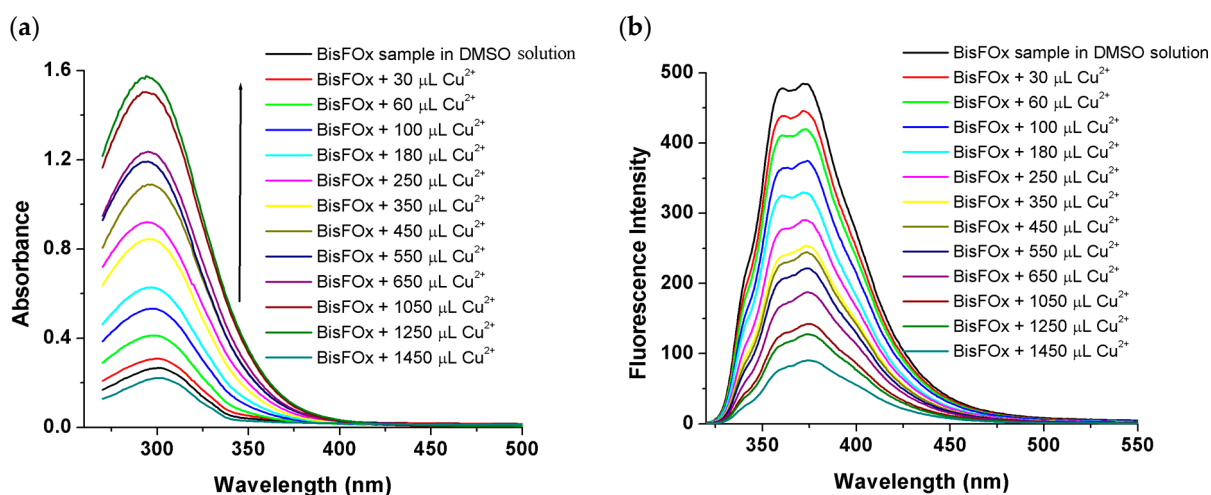 (a)
Absorbance
1.6
1.2
0.8
0.4
0.0
300
350
400
450
500
Wavelength (nm)
BisFOx sample in DMSO solution
BisFOx + 30 μL Cu²⁺
BisFOx + 60 μL Cu²⁺
BisFOx + 100 μL Cu²⁺
BisFOx + 180 μL Cu²⁺
BisFOx + 250 μL Cu²⁺
BisFOx + 350 μL Cu²⁺
BisFOx + 450 μL Cu²⁺
BisFOx + 550 μL Cu²⁺
BisFOx + 650 μL Cu²⁺
BisFOx + 1050 μL Cu²⁺
BisFOx + 1250 μL Cu²⁺
BisFOx + 1450 μL Cu²⁺
(b)
Fluorescence Intensity
500
400
300
200
100
0
350
400
450
500
550
Wavelength (nm)
BisFOx sample in DMSO solution
BisFOx + 30 μL Cu²⁺
BisFOx + 60 μL Cu²⁺
BisFOx + 100 μL Cu²⁺
BisFOx + 180 μL Cu²⁺
BisFOx + 250 μL Cu²⁺
BisFOx + 350 μL Cu²⁺
BisFOx + 450 μL Cu²⁺
BisFOx + 550 μL Cu²⁺
BisFOx + 650 μL Cu²⁺
BisFOx + 1050 μL Cu²⁺
BisFOx + 1250 μL Cu²⁺
BisFOx + 1450 μL Cu²⁺